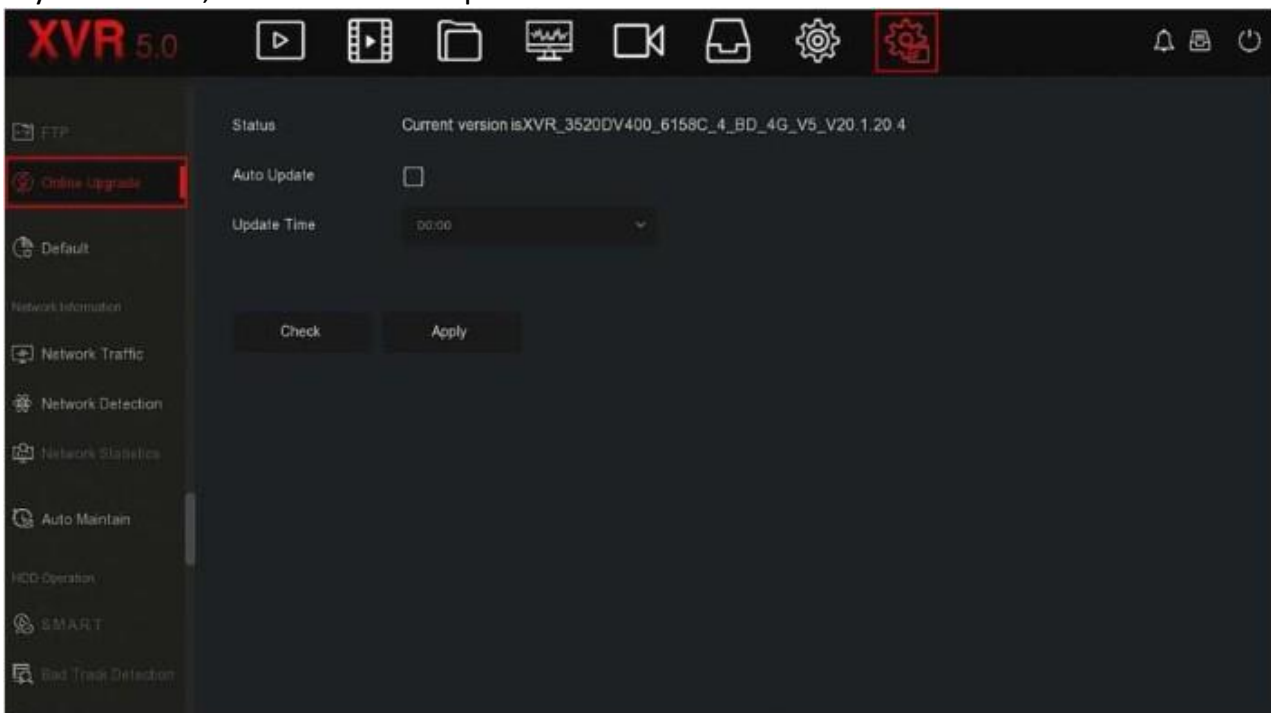 XVR 5.0
FTP
Online Upgrade
Default
Network Information
Network Traffic
Network Detection
Network Statistics
Auto Maintain
HDD Operation
SMART
Bad Track Detection
Status Current version isXVR_3520DV400_6158C_4_BD_4G_V5_V20.1.20.4
Auto Update
Update Time 00:00
Check Apply